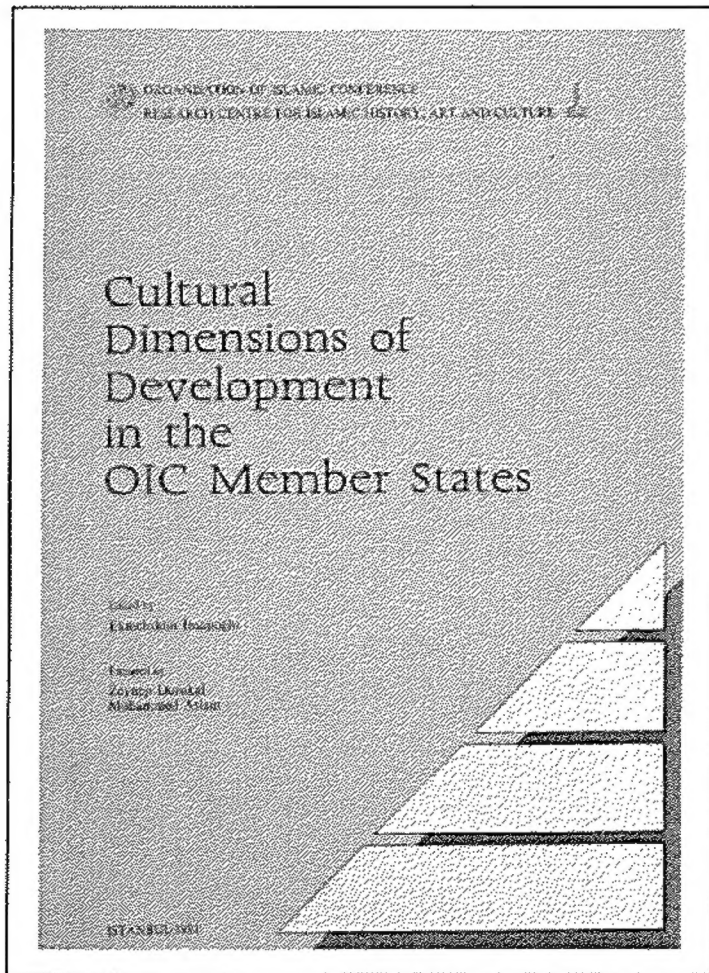 ORGANISATION OF ISLAMIC CONFERENCE
RESEARCH CENTRE FOR ISLAMIC HISTORY, ART AND CULTURE
Cultural
Dimensions of
Development
in the
OIC Member States
Edited by
Ekmeleddin İhsanoğlu
Prepared by
Zeynep Durukal
Mohammed Aslam
ISTANBUL